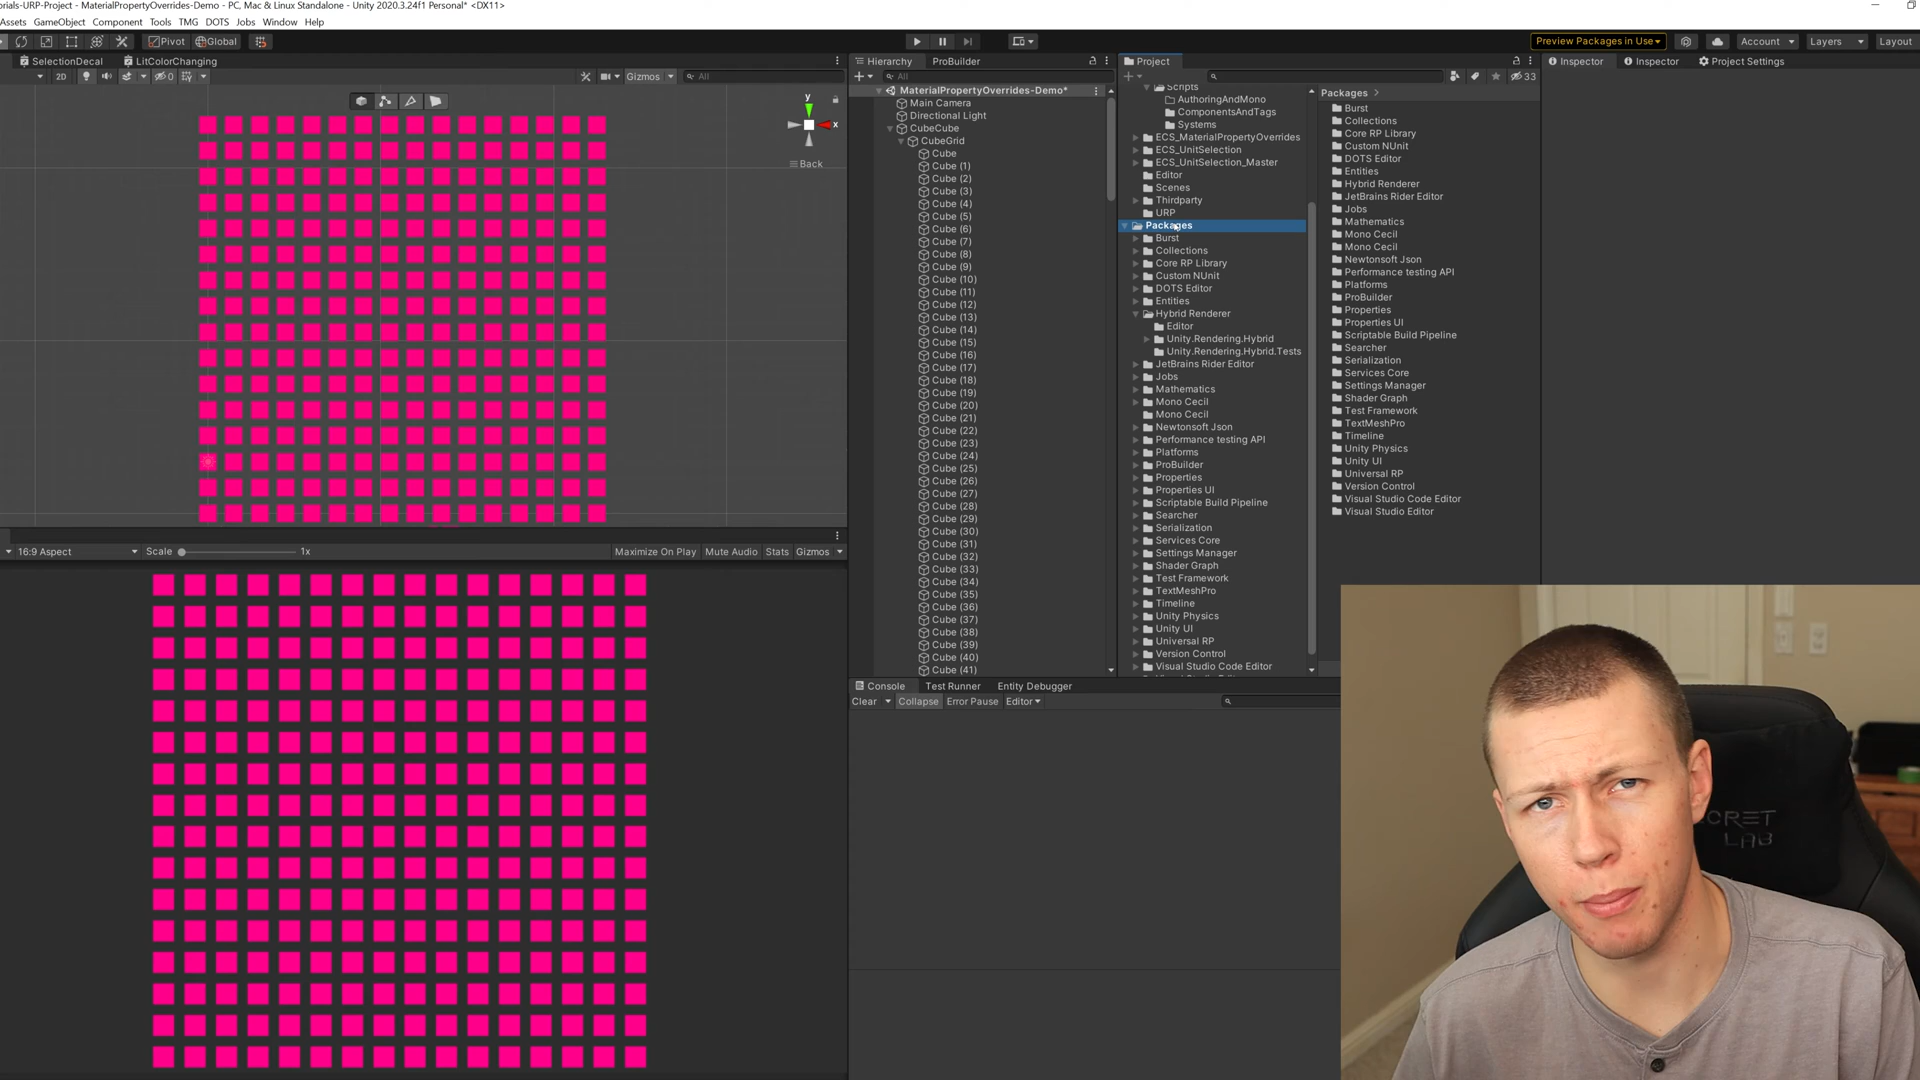 orials-URP-Project - MaterialPropertyOverrides-Demo - PC, Mac & Linux Standalone - Unity 2020.3.24f1 Personal* <DX11>
Assets GameObject Component Tools TMG DOTS Jobs Window Help
Pivot Global
Preview Packages in Use
Account
Layers
Layout
SelectionDecal
LitColorChanging
2D
0
Gizmos
All
y
x
Back
16:9 Aspect
Scale
1x
Maximize On Play
Mute Audio
Stats
Gizmos
Hierarchy
ProBuilder
All
MaterialPropertyOverrides-Demo*
Main Camera
Directional Light
CubeCube
CubeGrid
Cube
Cube (1)
Cube (2)
Cube (3)
Cube (4)
Cube (5)
Cube (6)
Cube (7)
Cube (8)
Cube (9)
Cube (10)
Cube (11)
Cube (12)
Cube (13)
Cube (14)
Cube (15)
Cube (16)
Cube (17)
Cube (18)
Cube (19)
Cube (20)
Cube (21)
Cube (22)
Cube (23)
Cube (24)
Cube (25)
Cube (26)
Cube (27)
Cube (28)
Cube (29)
Cube (30)
Cube (31)
Cube (32)
Cube (33)
Cube (34)
Cube (35)
Cube (36)
Cube (37)
Cube (38)
Cube (39)
Cube (40)
Cube (41)
Project
33
Scripts
AuthoringAndMono
ComponentsAndTags
Systems
ECS_MaterialPropertyOverrides
ECS_UnitSelection
ECS_UnitSelection_Master
Editor
Scenes
Thirdparty
URP
Packages
Burst
Collections
Core RP Library
Custom NUnit
DOTS Editor
Entities
Hybrid Renderer
Editor
Unity.Rendering.Hybrid
Unity.Rendering.Hybrid.Tests
JetBrains Rider Editor
Jobs
Mathematics
Mono Cecil
Mono Cecil
Newtonsoft Json
Performance testing API
Platforms
ProBuilder
Properties
Properties UI
Scriptable Build Pipeline
Searcher
Serialization
Services Core
Settings Manager
Shader Graph
Test Framework
TextMeshPro
Timeline
Unity Physics
Unity UI
Universal RP
Version Control
Visual Studio Code Editor
Packages
Burst
Collections
Core RP Library
Custom NUnit
DOTS Editor
Entities
Hybrid Renderer
JetBrains Rider Editor
Jobs
Mathematics
Mono Cecil
Mono Cecil
Newtonsoft Json
Performance testing API
Platforms
ProBuilder
Properties
Properties UI
Scriptable Build Pipeline
Searcher
Serialization
Services Core
Settings Manager
Shader Graph
Test Framework
TextMeshPro
Timeline
Unity Physics
Unity UI
Universal RP
Version Control
Visual Studio Code Editor
Visual Studio Editor
Inspector
Inspector
Project Settings
Console
Test Runner
Entity Debugger
Clear
Collapse
Error Pause
Editor
CRET
LAB